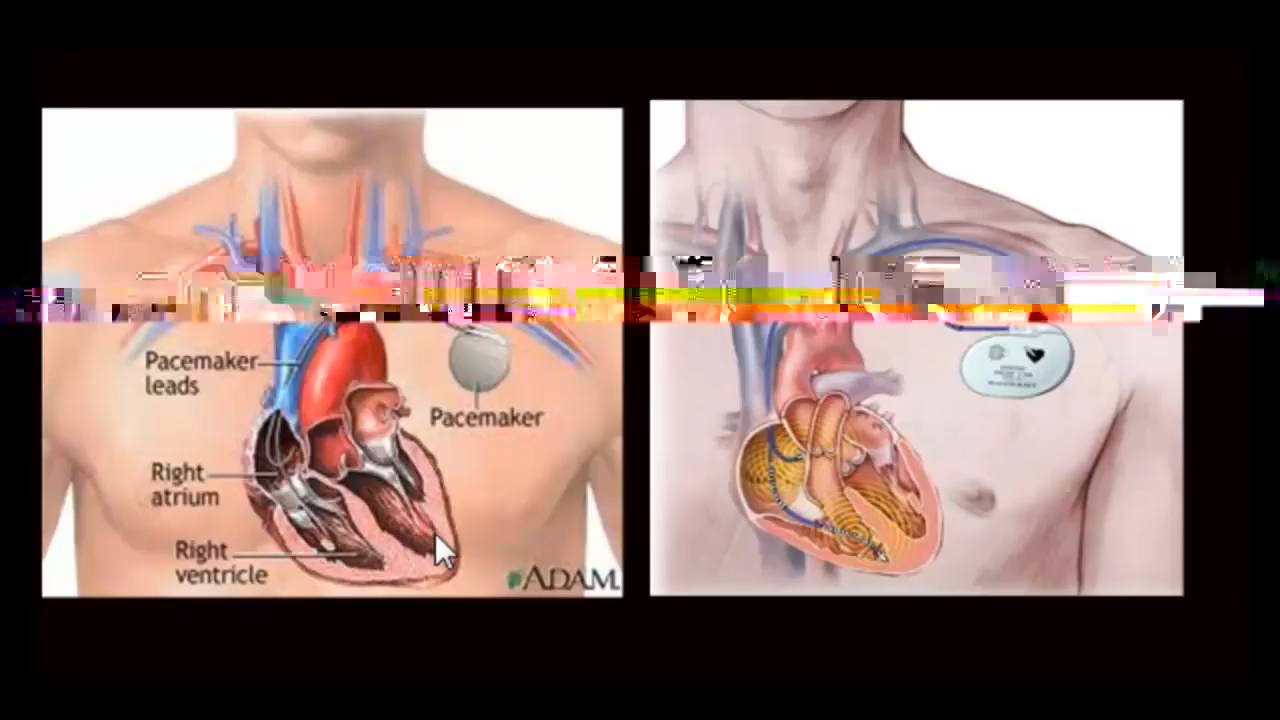 Pacemaker
leads
Pacemaker
Right
atrium
Right
ventricle
ADAM.